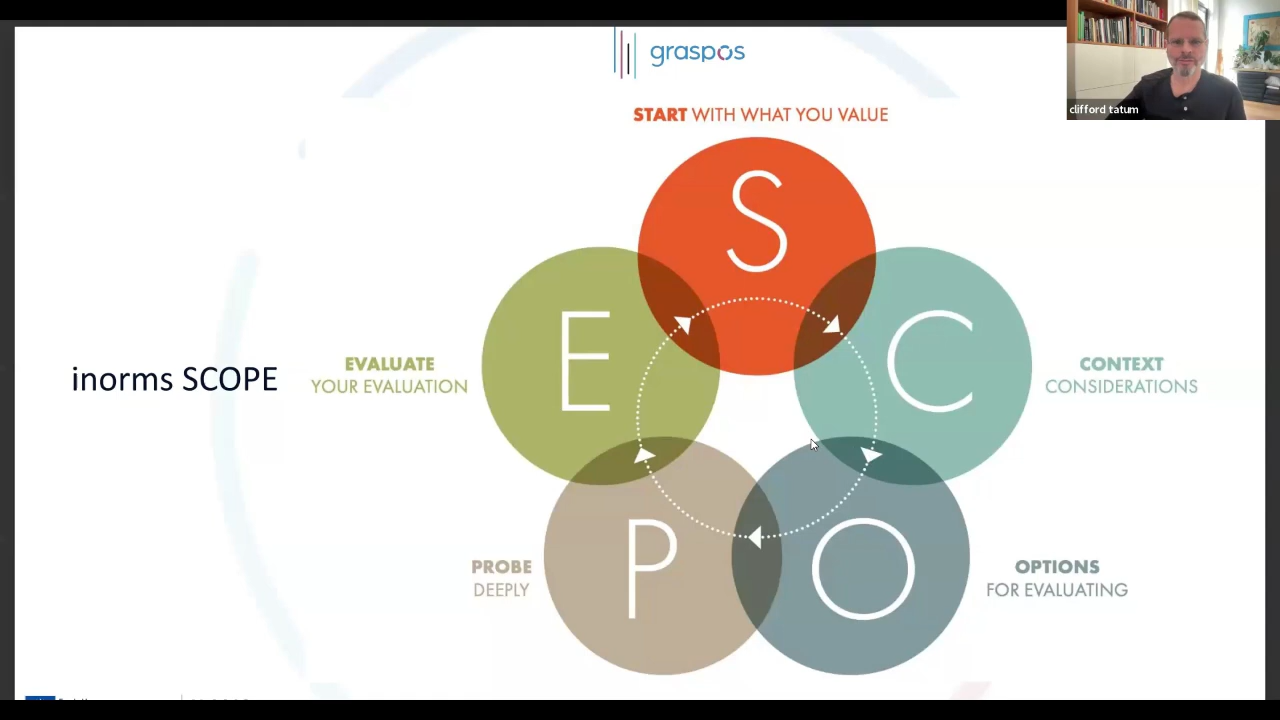 graspos
clifford tatum
START WITH WHAT YOU VALUE
S
E
C
EVALUATE
YOUR EVALUATION
inorms SCOPE
CONTEXT
CONSIDERATIONS
P
O
PROBE
DEEPLY
OPTIONS
FOR EVALUATING